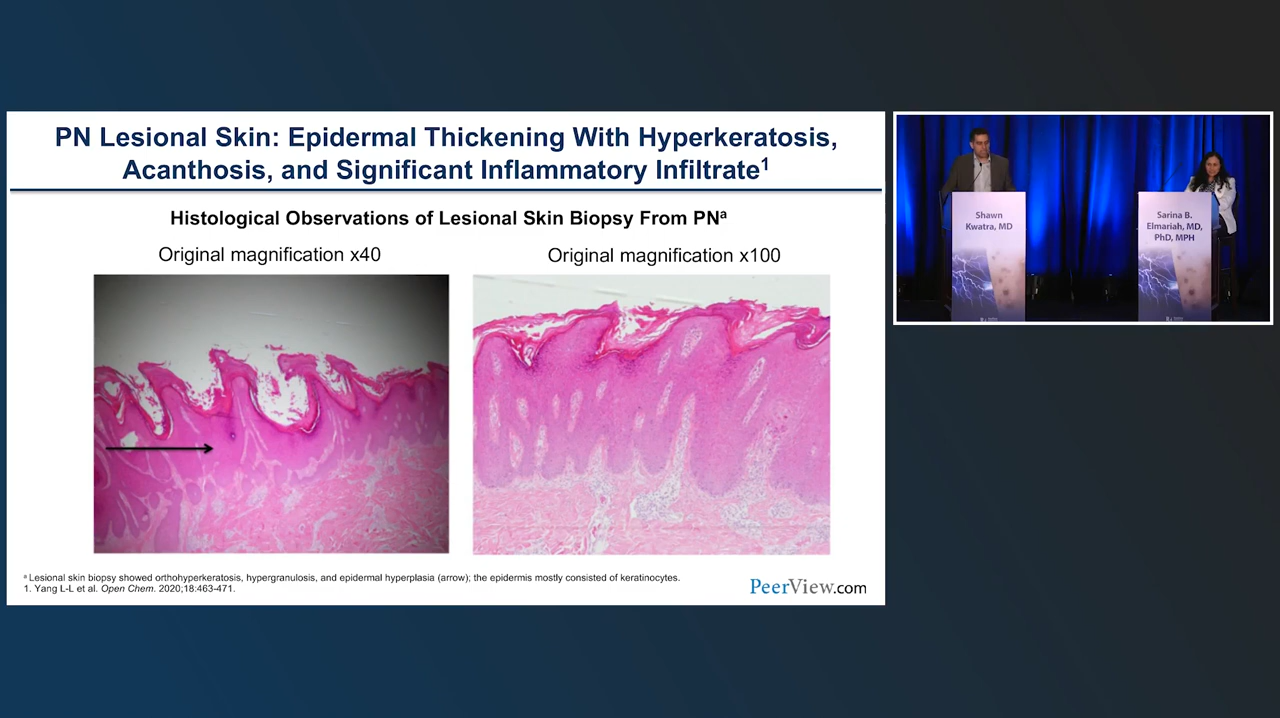 PN Lesional Skin: Epidermal Thickening With Hyperkeratosis,
Acanthosis, and Significant Inflammatory Infiltrate1
Histological Observations of Lesional Skin Biopsy From PNa
Original magnification x40
Original magnification x100
a Lesional skin biopsy showed orthohyperkeratosis, hypergranulosis, and epidermal hyperplasia (arrow); the epidermis mostly consisted of keratinocytes.
1. Yang L-L et al. Open Chem. 2020;18:463-471.
PeerView.com
Shawn
Kwatra, MD
Sarina B.
Elmariah, MD,
PhD, MPH